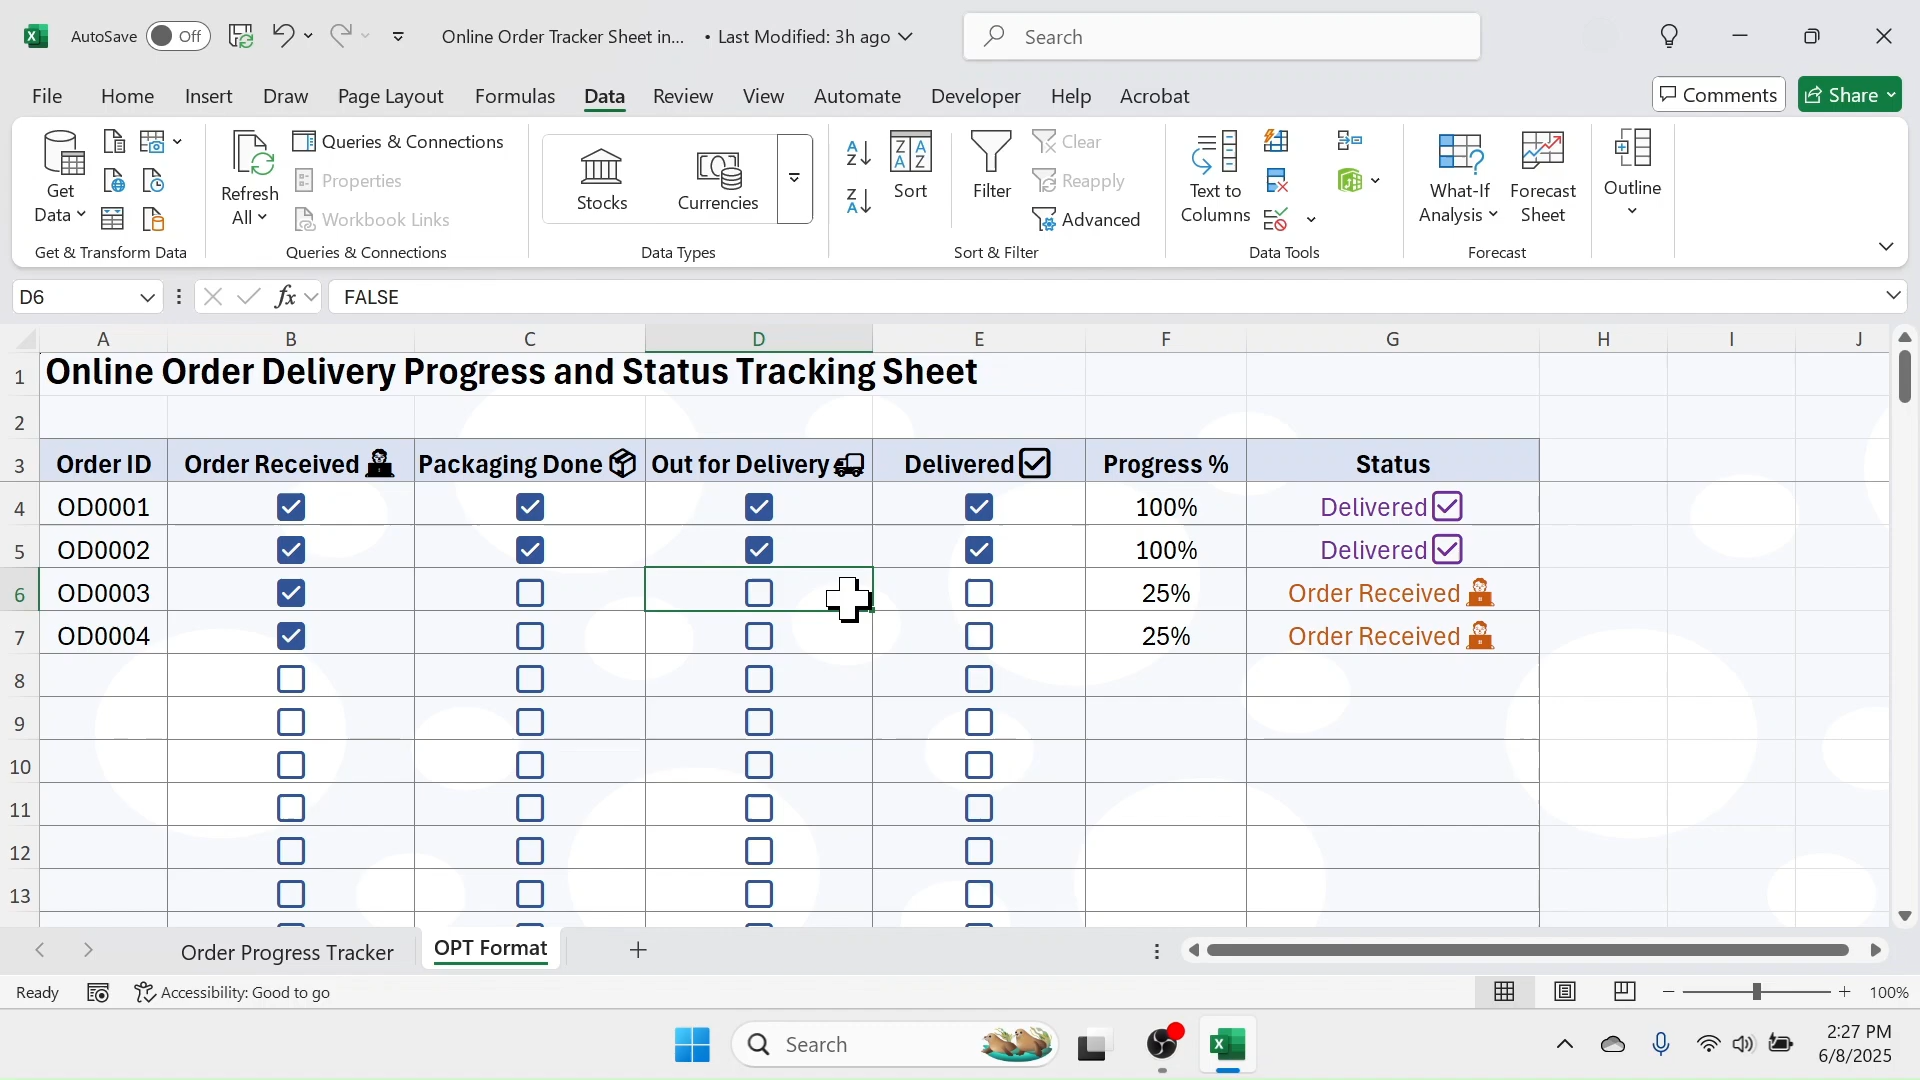 AutoSave Off Online Order Tracker Sheet in... • Last Modified: 3h ago Search
File Home Insert Draw Page Layout Formulas Data Review View Automate Developer Help Acrobat Comments Share
Get Data
Refresh All
Queries & Connections
Properties
Workbook Links
Stocks Currencies
Sort
Filter
Clear
Reapply
Advanced
Text to Columns
What-If Analysis
Forecast Sheet
Outline
Get & Transform Data Queries & Connections Data Types Sort & Filter Data Tools Forecast
D6 fx FALSE
A B C D E F G H I J
1 Online Order Delivery Progress and Status Tracking Sheet
2
3 Order ID Order Received Packaging Done Out for Delivery Delivered Progress % Status
4 OD0001 100% Delivered
5 OD0002 100% Delivered
6 OD0003 25% Order Received
7 OD0004 25% Order Received
8
9
10
11
12
13
Order Progress Tracker OPT Format
Ready Accessibility: Good to go 100%
Search 2:27 PM
6/8/2025